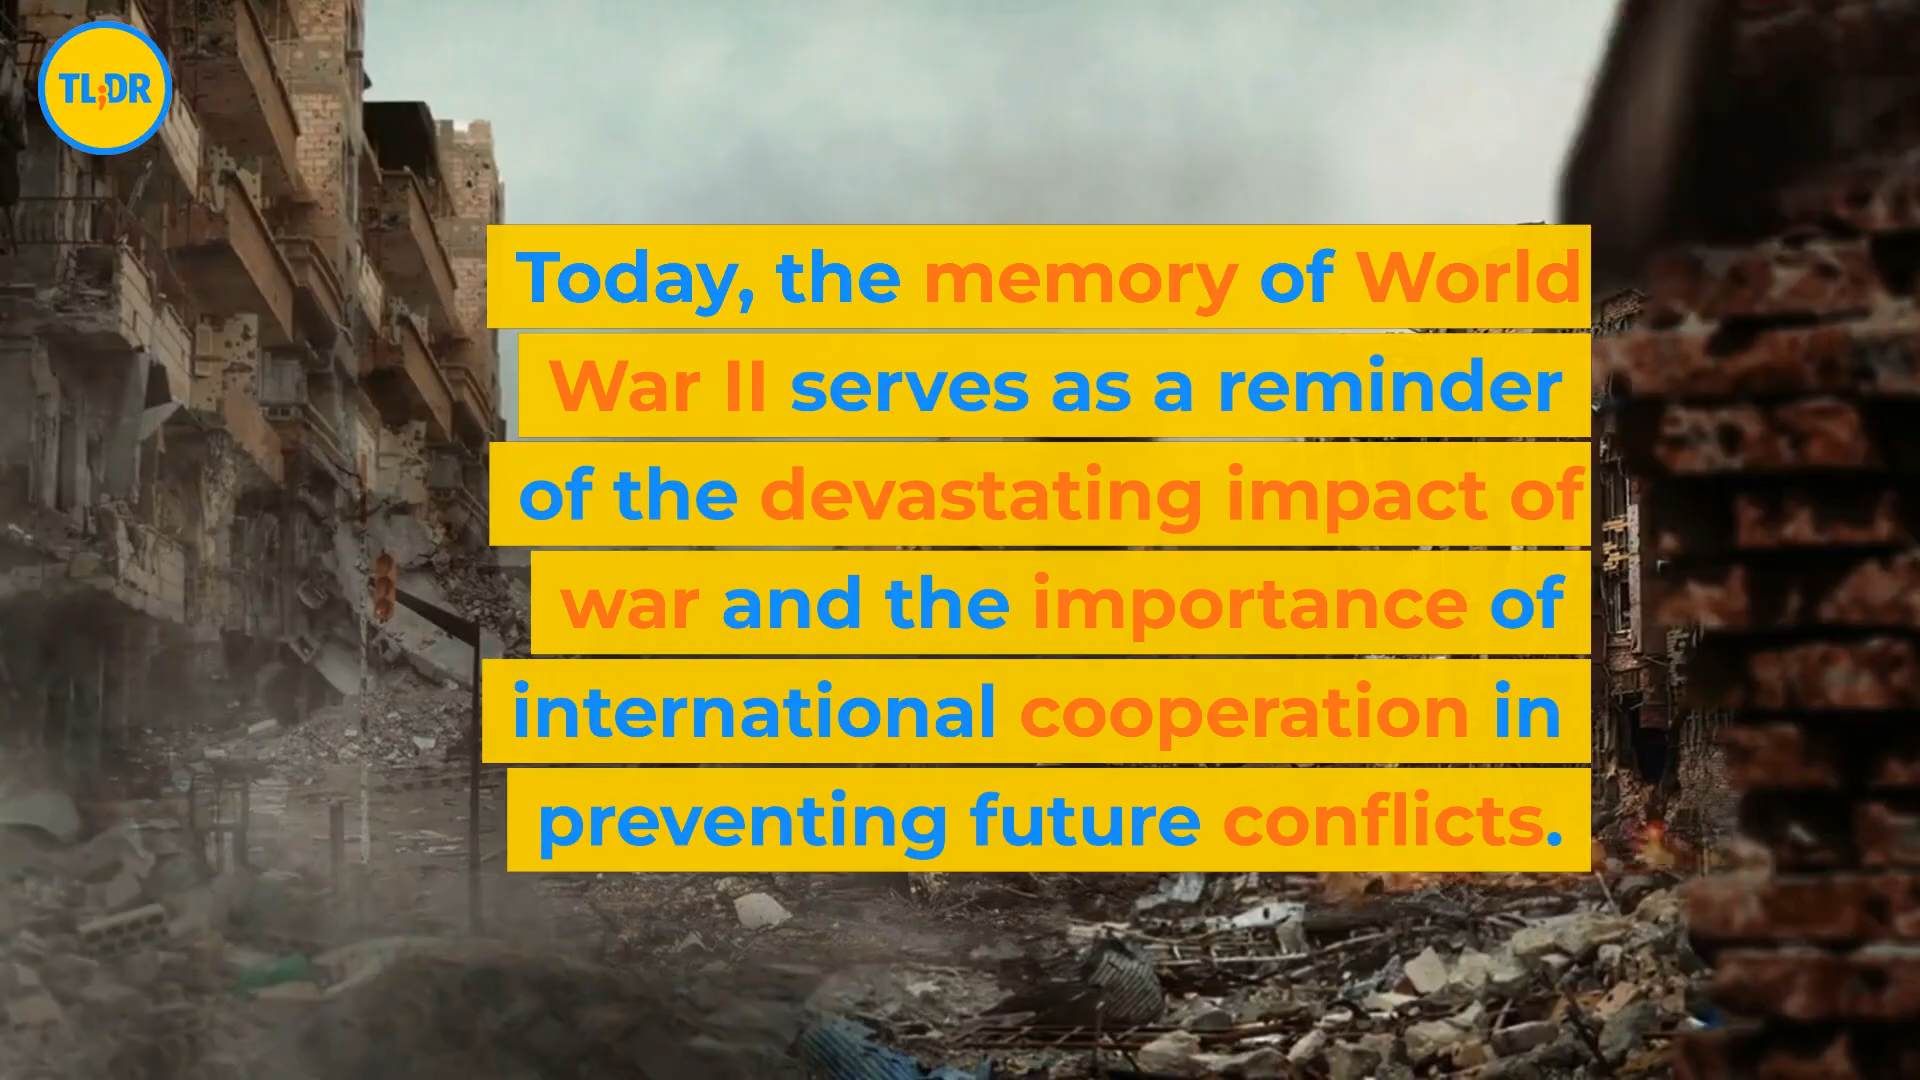 TL;DR
Today, the memory of World
War II serves as a reminder
of the devastating impact of
war and the importance of
international cooperation in
preventing future conflicts.